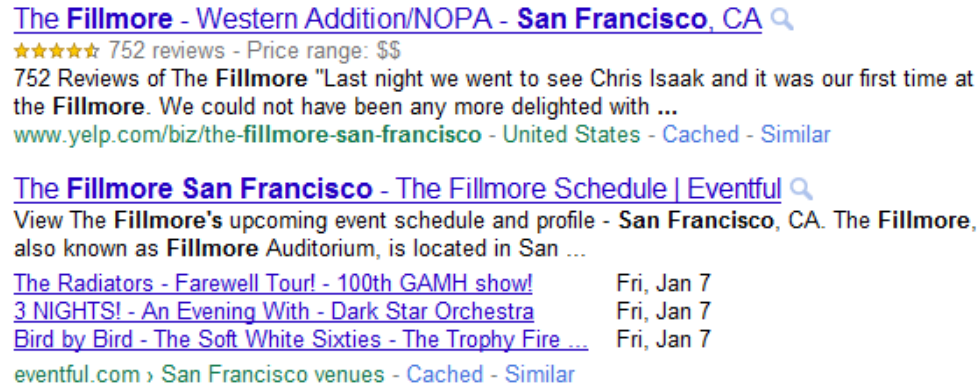 The Fillmore - Western Addition/NOPA - San Francisco, CA
752 reviews - Price range: $$
752 Reviews of The Fillmore "Last night we went to see Chris Isaak and it was our first time at
the Fillmore. We could not have been any more delighted with ...
www.yelp.com/biz/the-fillmore-san-francisco - United States - Cached - Similar
The Fillmore San Francisco - The Fillmore Schedule | Eventful
View The Fillmore's upcoming event schedule and profile - San Francisco, CA. The Fillmore,
also known as Fillmore Auditorium, is located in San ...
The Radiators - Farewell Tour! - 100th GAMH show! Fri, Jan 7
3 NIGHTS! - An Evening With - Dark Star Orchestra Fri, Jan 7
Bird by Bird - The Soft White Sixties - The Trophy Fire ... Fri, Jan 7
eventful.com › San Francisco venues - Cached - Similar